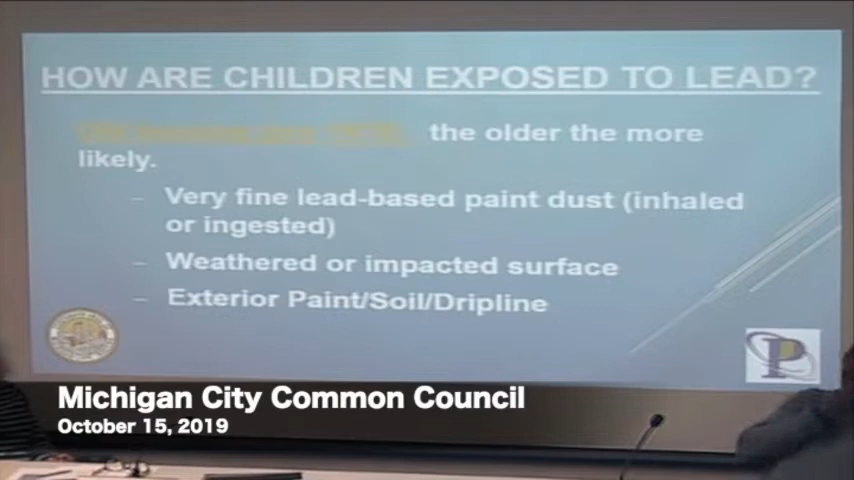 HOW ARE CHILDREN EXPOSED TO LEAD?
the older the more
likely.
– Very fine lead-based paint dust (inhaled
or ingested)
– Weathered or impacted surface
– Exterior Paint/Soil/Dripline
P
Michigan City Common Council
October 15, 2019